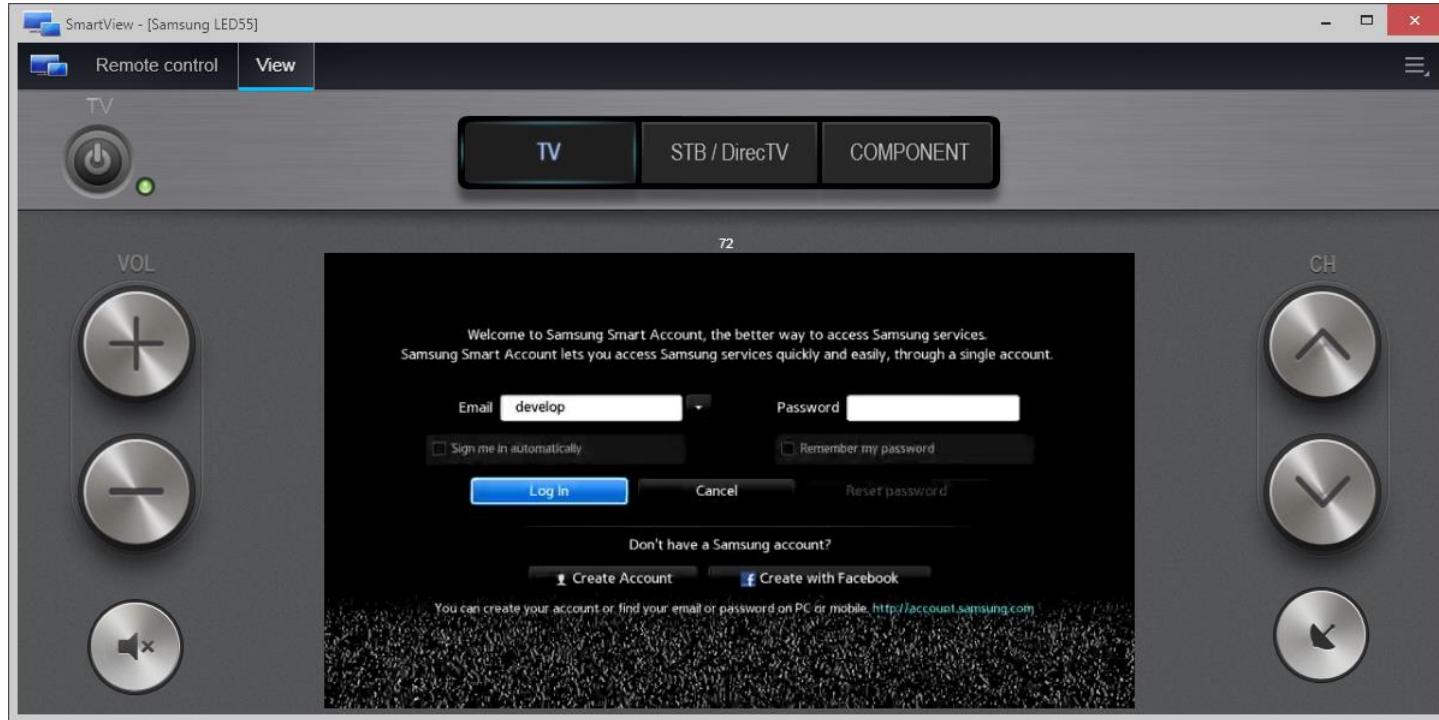 SmartView - [Samsung LED55]
Remote control View
TV
TV STB / DirecTV COMPONENT
72
VOL
CH
Welcome to Samsung Smart Account, the better way to access Samsung services.
Samsung Smart Account lets you access Samsung services quickly and easily, through a single account.
Email develop Password
Sign me in automatically Remember my password
Log In Cancel Reset password
Don't have a Samsung account?
Create Account Create with Facebook
You can create your account or find your email or password on PC or mobile. http://account.samsung.com